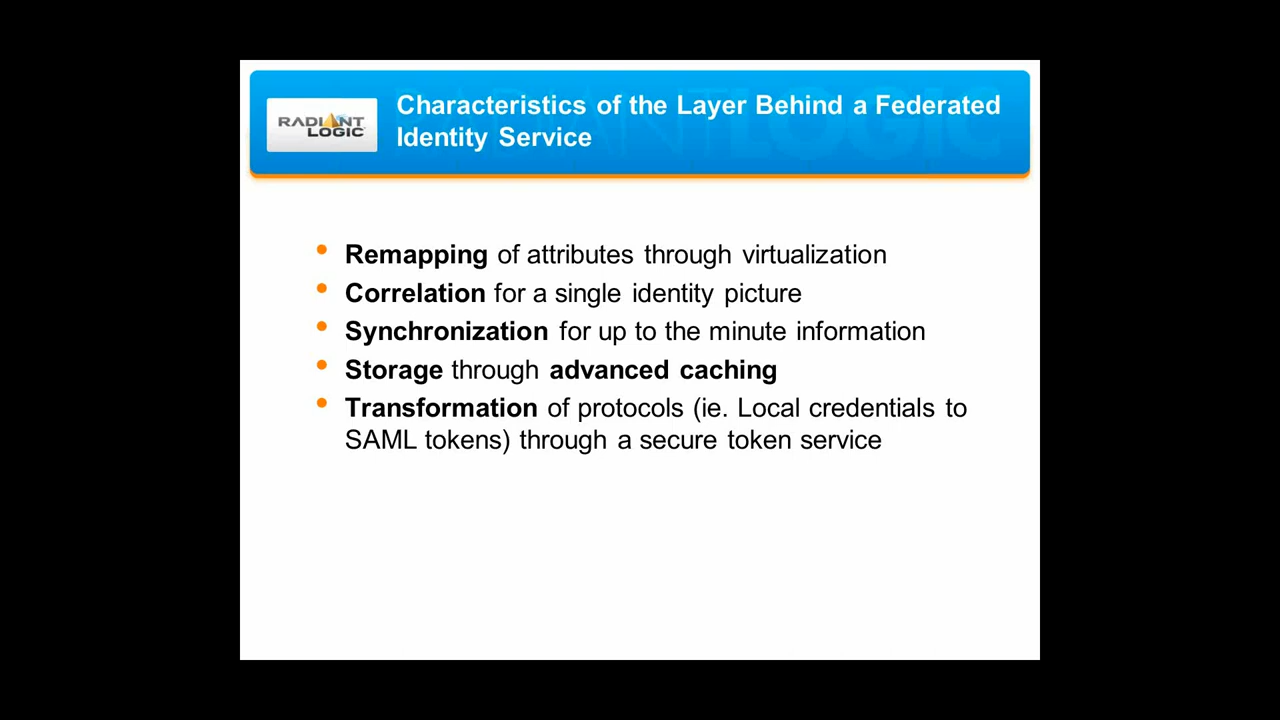 RADIANT
LOGIC
Characteristics of the Layer Behind a Federated
Identity Service
• Remapping of attributes through virtualization
• Correlation for a single identity picture
• Synchronization for up to the minute information
• Storage through advanced caching
• Transformation of protocols (ie. Local credentials to
SAML tokens) through a secure token service